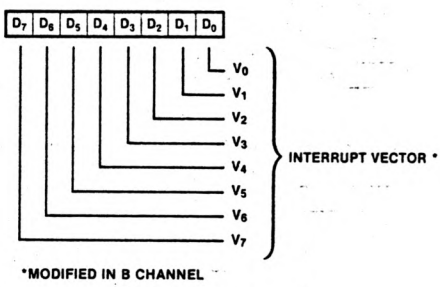 D7 D6 D5 D4 D3 D2 D1 D0
V0
V1
V2
V3
INTERRUPT VECTOR *
V4
V5
V6
V7
*MODIFIED IN B CHANNEL